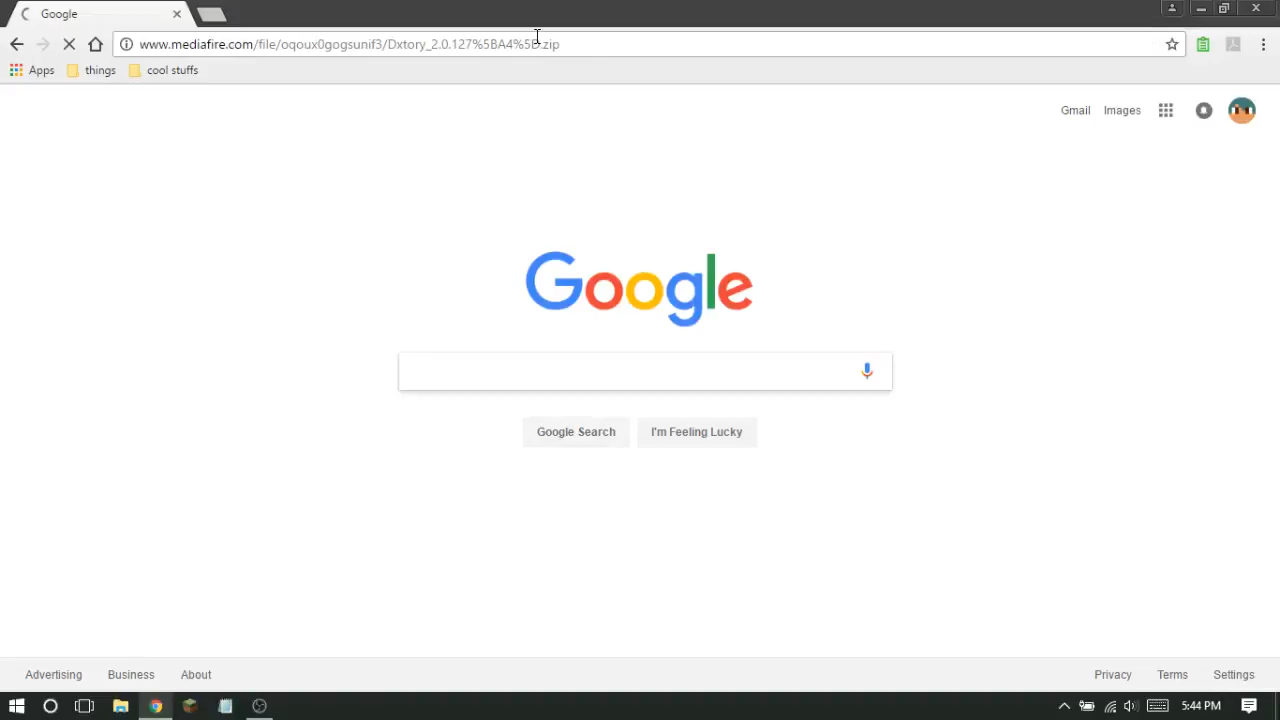 Google
www.mediafire.com/file/oqoux0gogsunif3/Dxtory_2.0.127%5BA4%5D.zip
Apps things cool stuffs
Gmail Images
Google
Google Search I'm Feeling Lucky
Advertising Business About Privacy Terms Settings
5:44 PM